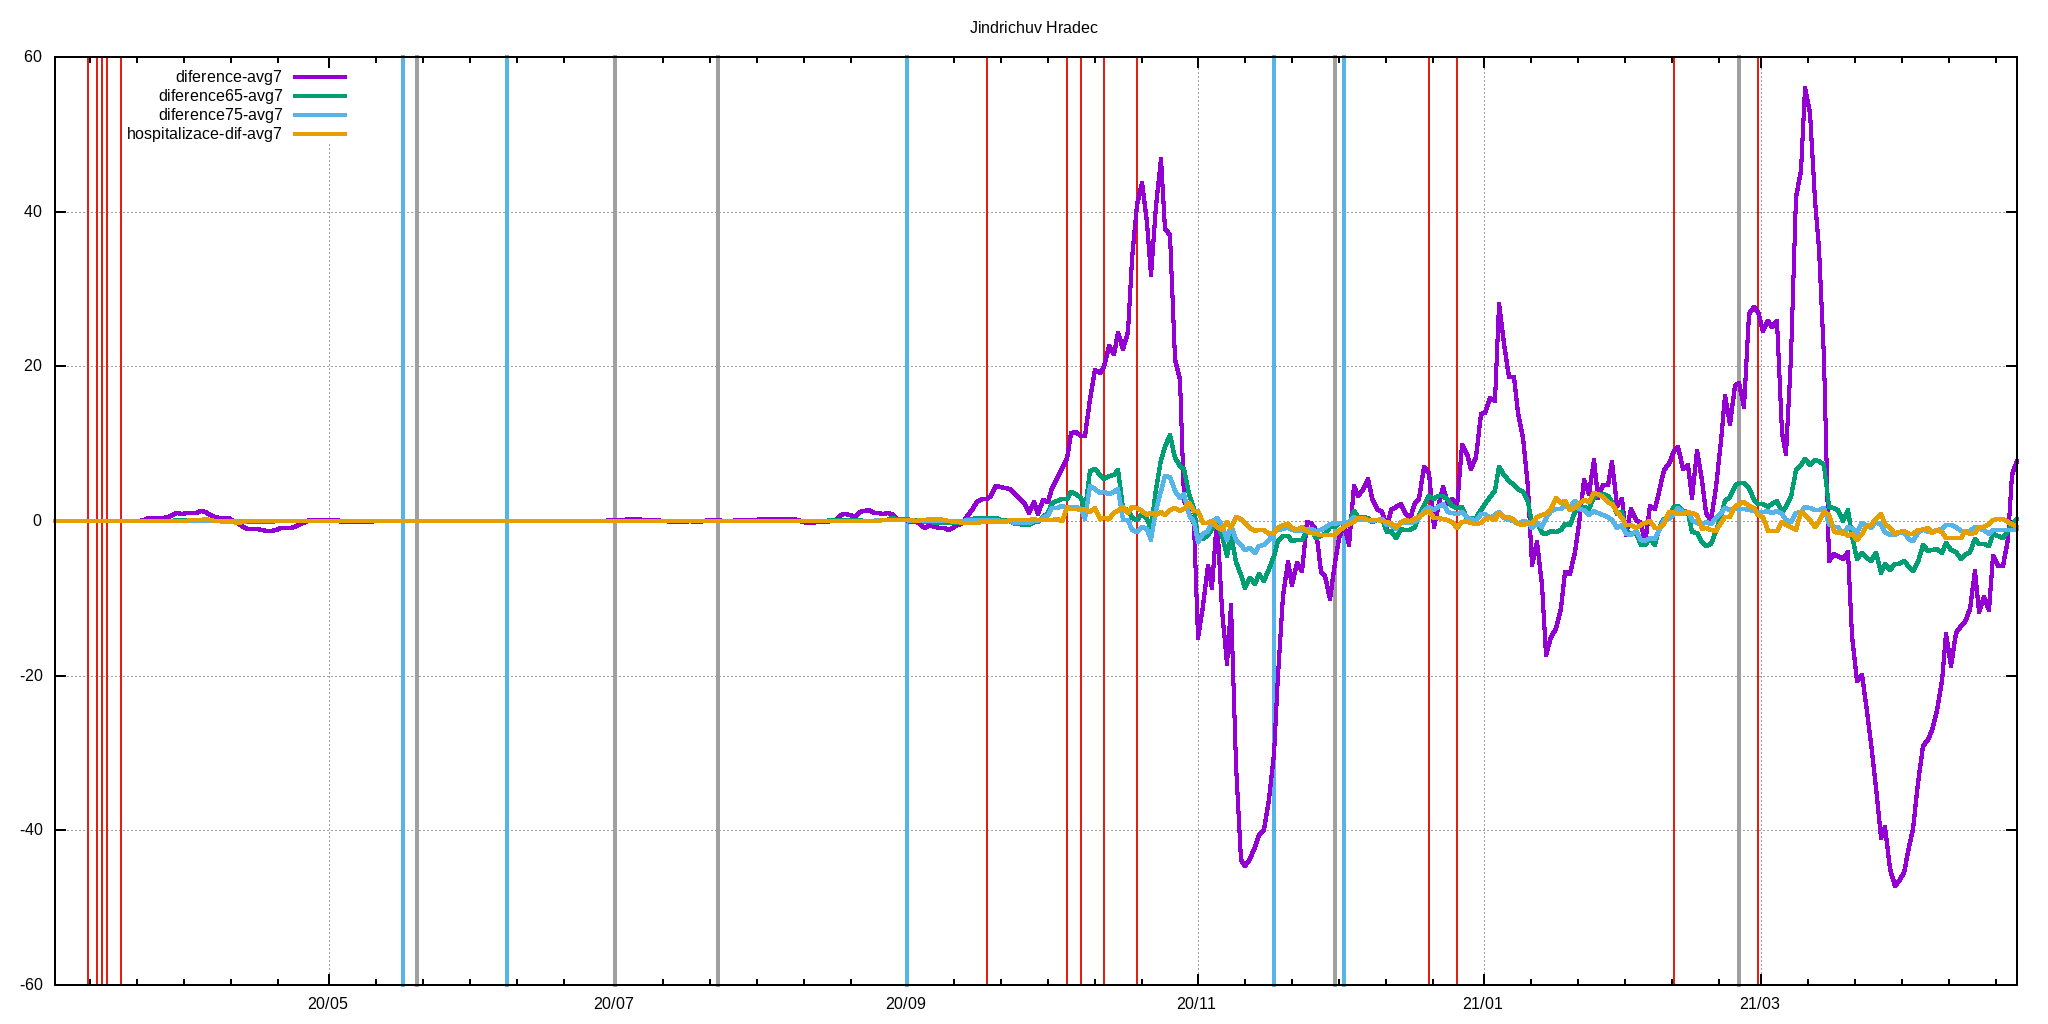 Jindrichuv Hradec
60
40
20
0
-20
-40
-60
diference-avg7
diference65-avg7
diference75-avg7
hospitalizace-dif-avg7
20/05
20/07
20/09
20/11
21/01
21/03